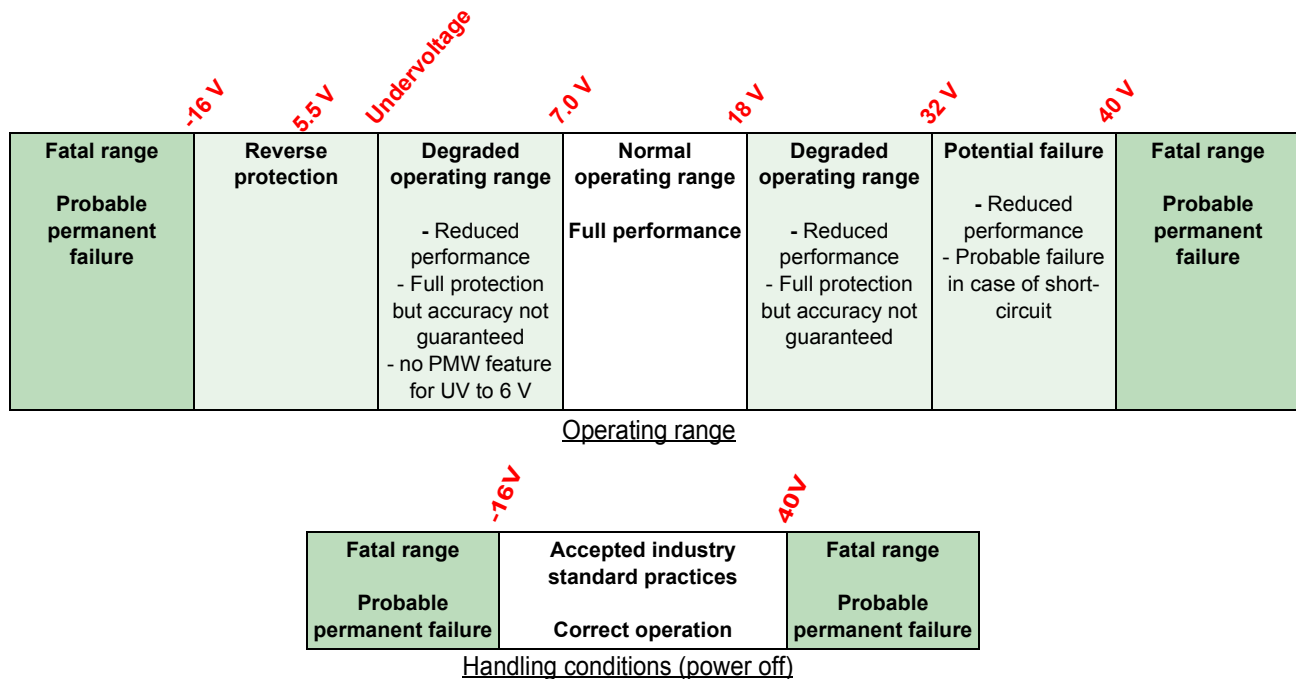 -16 V
5.5 V
Undervoltage
7.0 V
18 V
32 V
40 V
Fatal range
Probable
permanent
failure
Reverse
protection
Degraded
operating range
- Reduced
performance
- Full protection
but accuracy not
guaranteed
- no PMW feature
for UV to 6 V
Normal
operating range
Full performance
Degraded
operating range
- Reduced
performance
- Full protection
but accuracy not
guaranteed
Potential failure
- Reduced
performance
- Probable failure
in case of short-
circuit
Fatal range
Probable
permanent
failure
Operating range
-16V
40V
Fatal range
Probable
permanent failure
Accepted industry
standard practices
Correct operation
Fatal range
Probable
permanent failure
Handling conditions (power off)